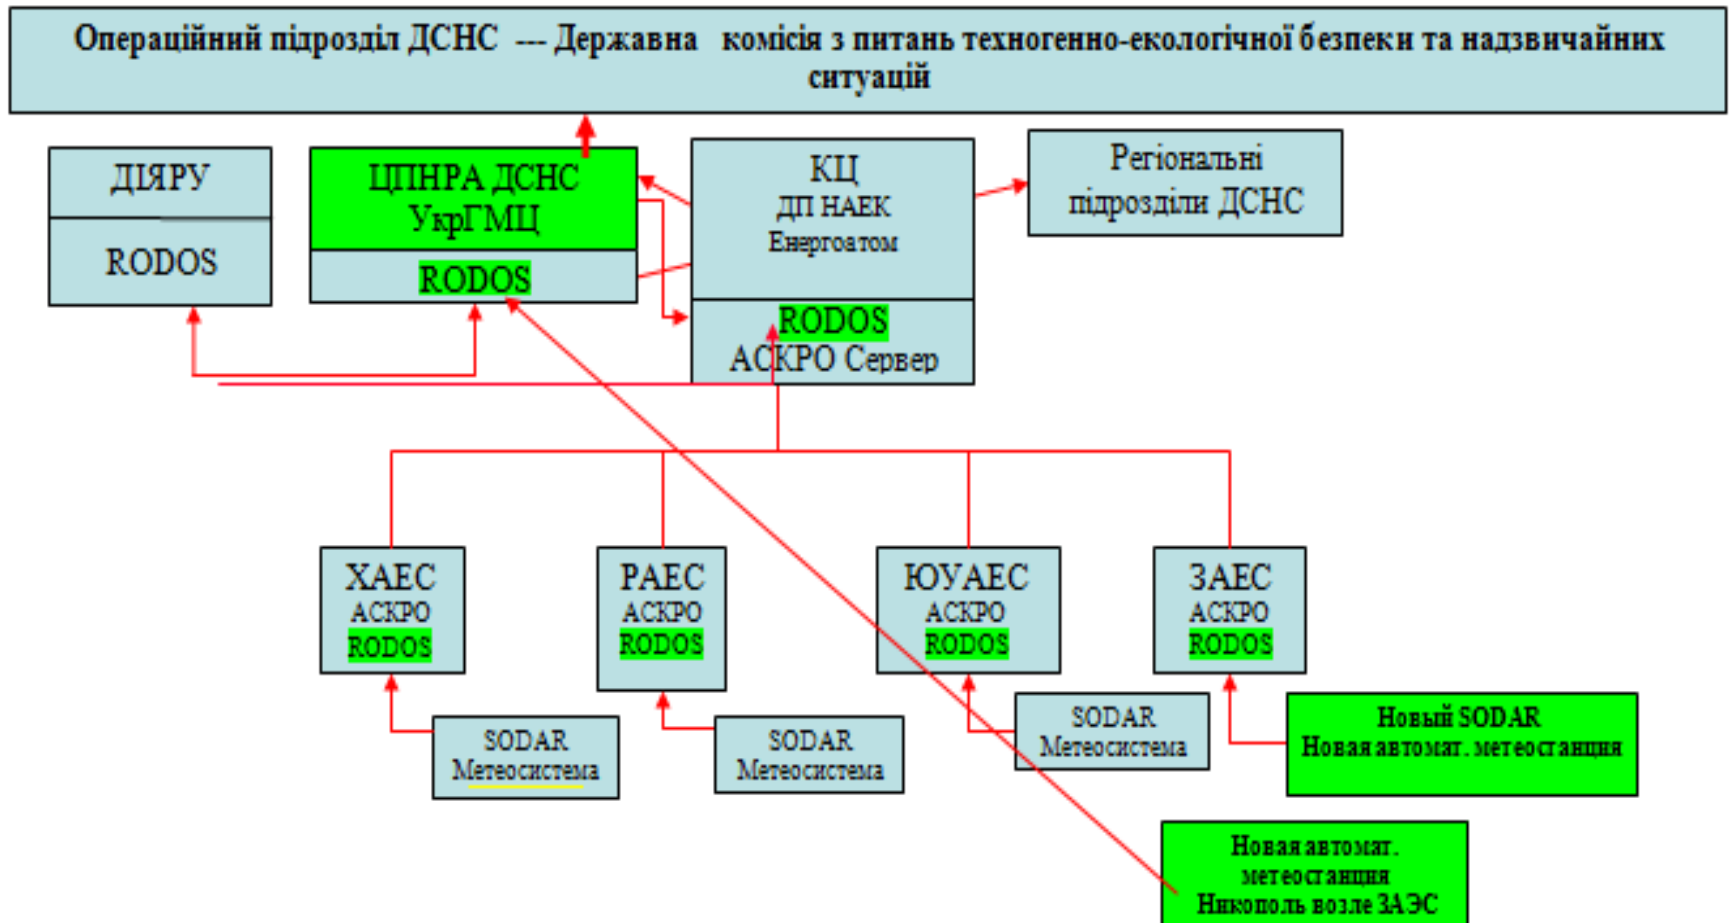 Операційний підрозділ ДСНС --- Державна комісія з питань техногенно-екологічної безпеки та надзвичайних
ситуацій
ДІЯРУ
RODOS
ЦПНРА ДСНС
УкрГМЦ
RODOS
КЦ
ДП НАЕК
Енергоатом
RODOS
АСКРО Сервер
Регіональні
підрозділи ДСНС
ХАЕС
АСКРО
RODOS
РАЕС
АСКРО
RODOS
ЮУАЕС
АСКРО
RODOS
ЗАЕС
АСКРО
RODOS
SODAR
Метеосистема
SODAR
Метеосистема
SODAR
Метеосистема
Новый SODAR
Новая автомат. метеостанция
Новая автомат.
метеостанция
Никополь возле ЗАЭС